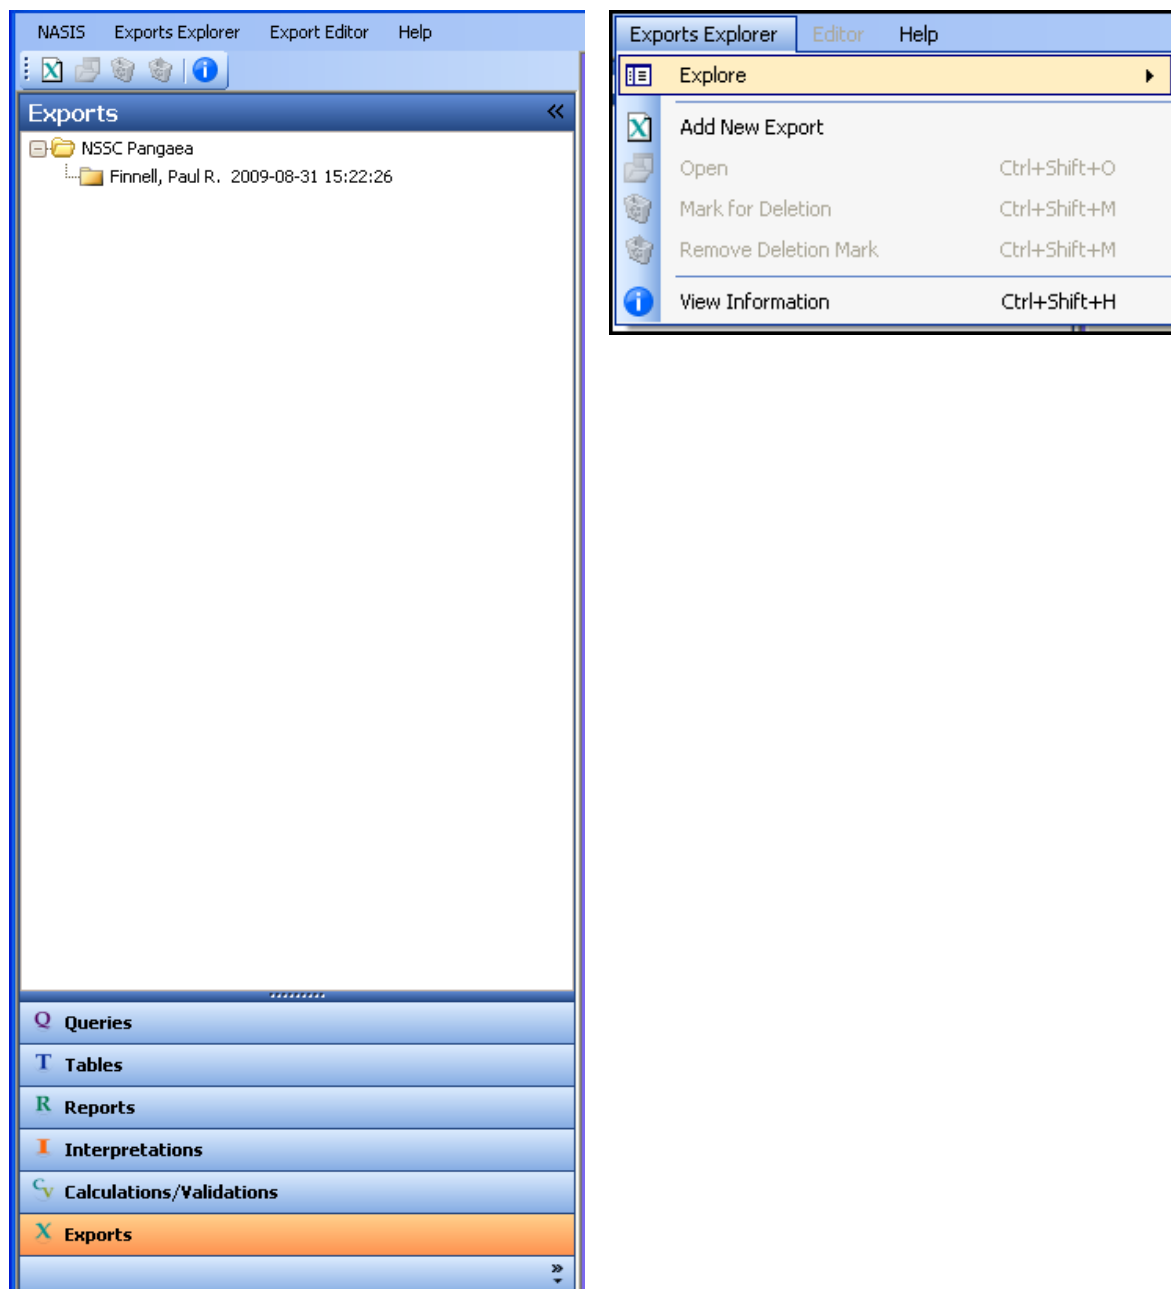 NASIS Exports Explorer Export Editor Help
Exports
NSSC Pangaea
Finnell, Paul R. 2009-08-31 15:22:26
Q Queries
T Tables
R Reports
I Interpretations
Cv Calculations/Validations
X Exports
Exports Explorer Editor Help
Explore
Add New Export
Open Ctrl+Shift+O
Mark for Deletion Ctrl+Shift+M
Remove Deletion Mark Ctrl+Shift+M
View Information Ctrl+Shift+H